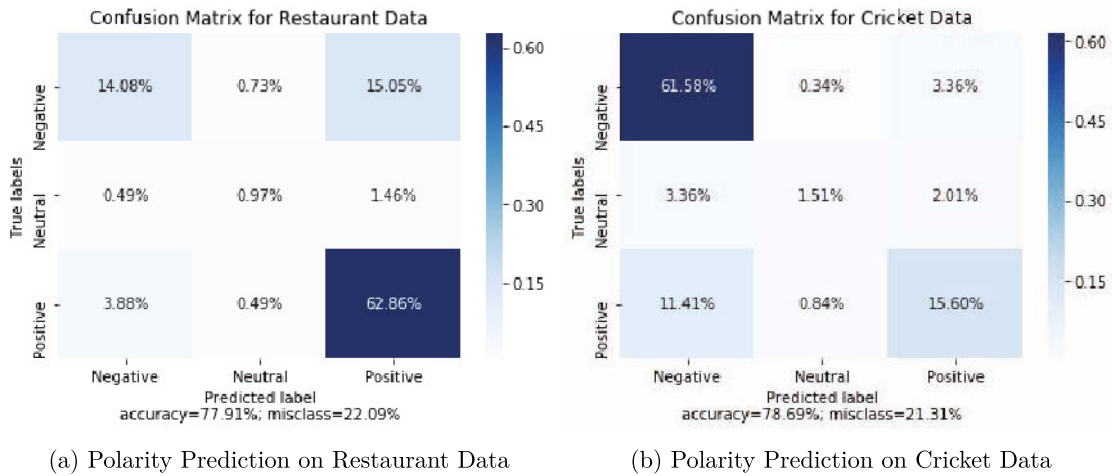 Confusion Matrix for Restaurant Data
True labels
Negative
Neutral
Positive
14.08% 0.73% 15.05%
0.49% 0.97% 1.46%
3.88% 0.49% 62.86%
0.60
0.45
0.30
0.15
Negative Neutral Positive
Predicted label
accuracy=77.91%; misclass=22.09%
(a) Polarity Prediction on Restaurant Data
Confusion Matrix for Cricket Data
True labels
Negative
Neutral
Positive
61.58% 0.34% 3.36%
3.36% 1.51% 2.01%
11.41% 0.84% 15.60%
0.60
0.45
0.30
0.15
Negative Neutral Positive
Predicted label
accuracy=78.69%; misclass=21.31%
(b) Polarity Prediction on Cricket Data